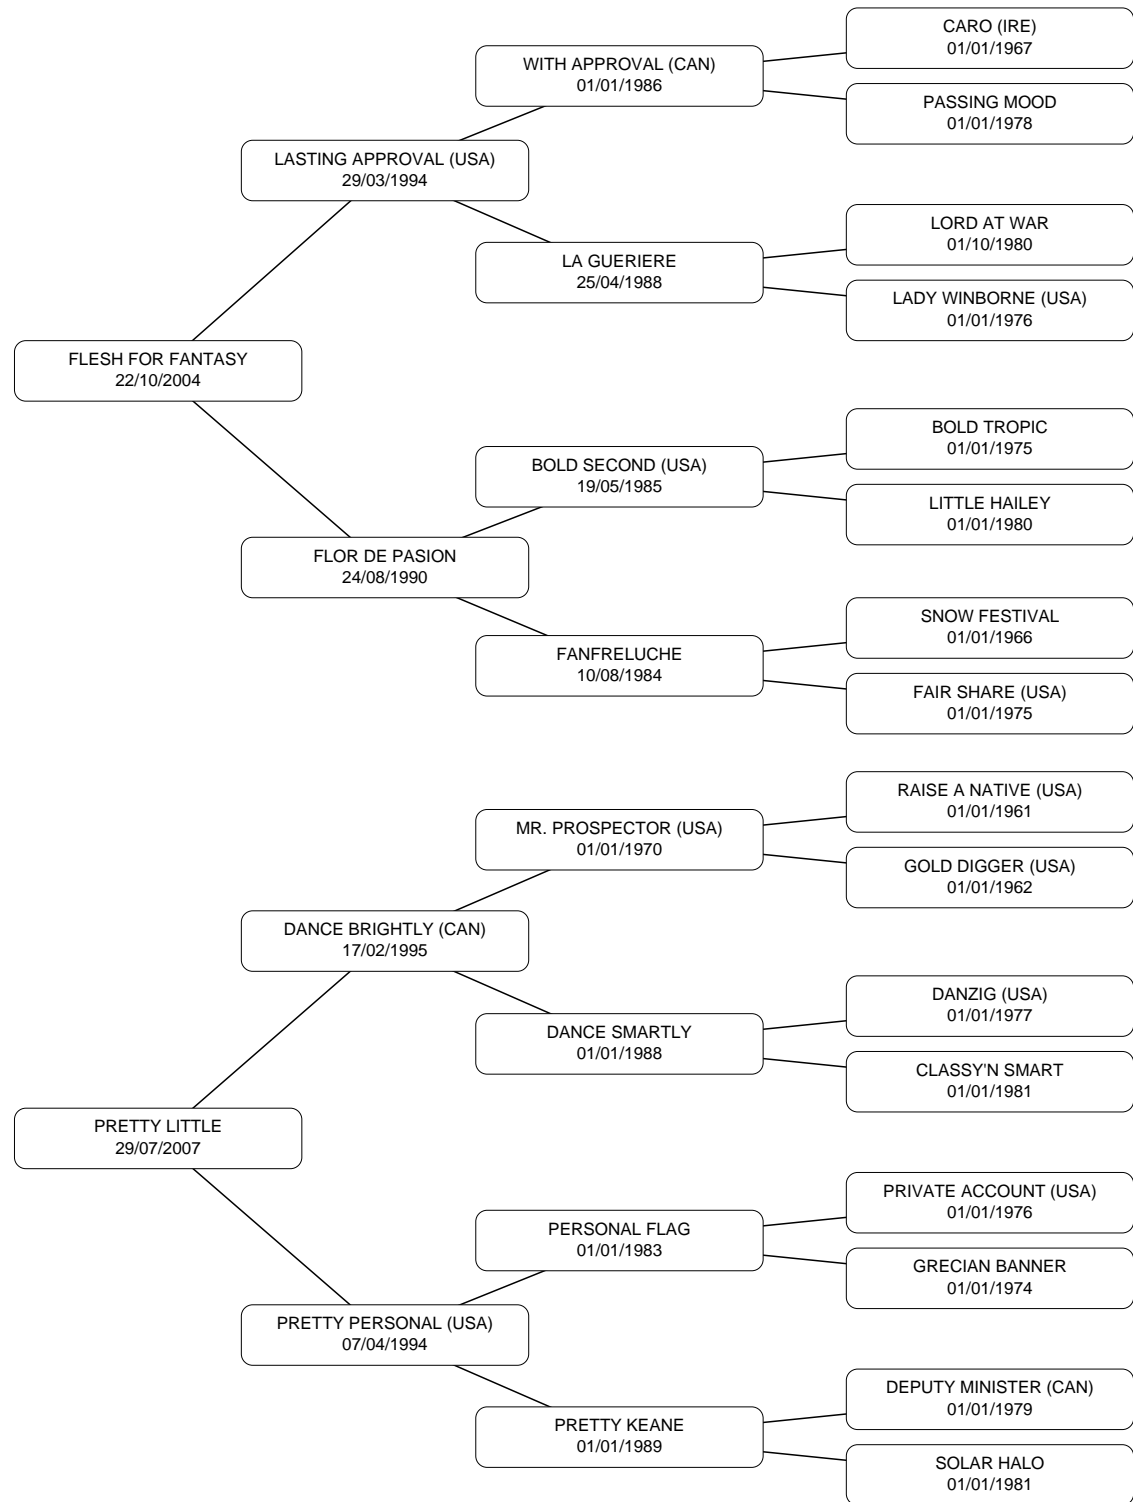 CARO (IRE)
01/01/1967
WITH APPROVAL (CAN)
01/01/1986
PASSING MOOD
01/01/1978
LASTING APPROVAL (USA)
29/03/1994
LORD AT WAR
01/10/1980
LA GUERIERE
25/04/1988
LADY WINBORNE (USA)
01/01/1976
FLESH FOR FANTASY
22/10/2004
BOLD TROPIC
01/01/1975
BOLD SECOND (USA)
19/05/1985
LITTLE HAILEY
01/01/1980
FLOR DE PASION
24/08/1990
SNOW FESTIVAL
01/01/1966
FANFRELUCHE
10/08/1984
FAIR SHARE (USA)
01/01/1975
RAISE A NATIVE (USA)
01/01/1961
MR. PROSPECTOR (USA)
01/01/1970
GOLD DIGGER (USA)
01/01/1962
DANCE BRIGHTLY (CAN)
17/02/1995
DANZIG (USA)
01/01/1977
DANCE SMARTLY
01/01/1988
CLASSY'N SMART
01/01/1981
PRETTY LITTLE
29/07/2007
PRIVATE ACCOUNT (USA)
01/01/1976
PERSONAL FLAG
01/01/1983
GRECIAN BANNER
01/01/1974
PRETTY PERSONAL (USA)
07/04/1994
DEPUTY MINISTER (CAN)
01/01/1979
PRETTY KEANE
01/01/1989
SOLAR HALO
01/01/1981